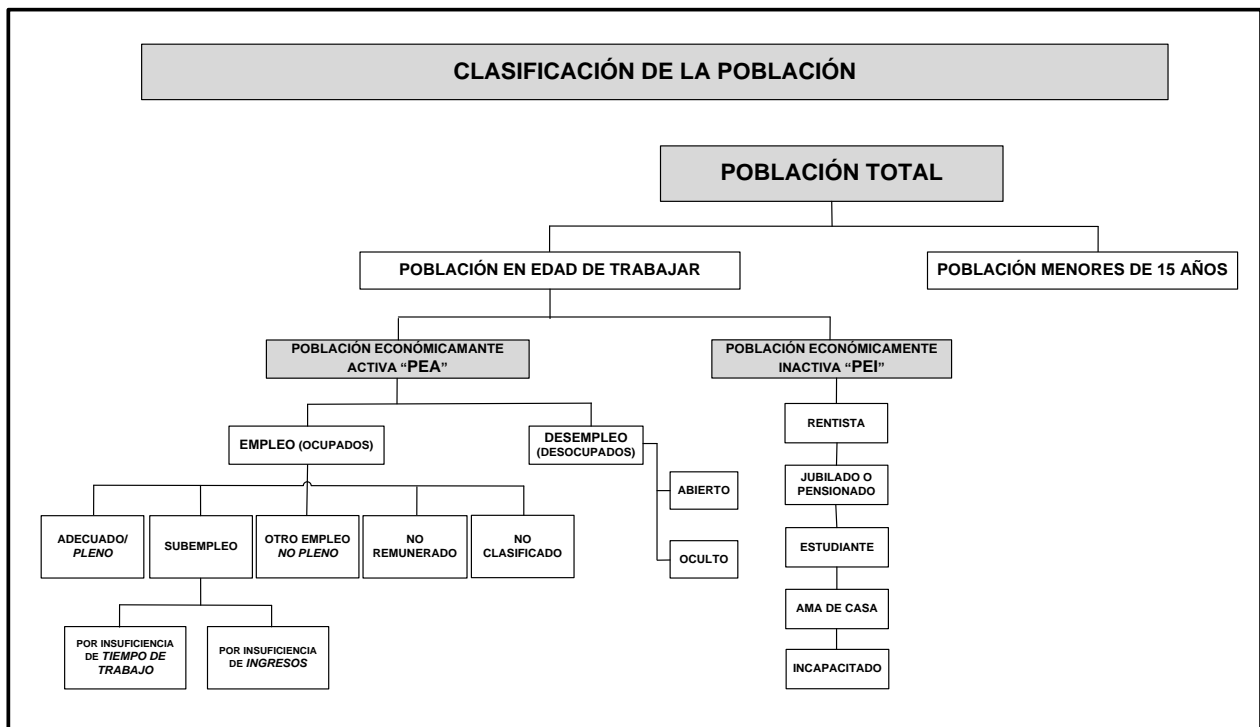 CLASIFICACIÓN DE LA POBLACIÓN
POBLACIÓN TOTAL
POBLACIÓN EN EDAD DE TRABAJAR
POBLACIÓN MENORES DE 15 AÑOS
POBLACIÓN ECONÓMICAMANTE
ACTIVA “PEA”
POBLACIÓN ECONÓMICAMENTE
INACTIVA “PEI”
EMPLEO (OCUPADOS)
DESEMPLEO
(DESOCUPADOS)
ABIERTO
OCULTO
ADECUADO/
PLENO
SUBEMPLEO
OTRO EMPLEO
NO PLENO
NO
REMUNERADO
NO
CLASIFICADO
POR INSUFICIENCIA
DE TIEMPO DE
TRABAJO
POR INSUFICIENCIA
DE INGRESOS
RENTISTA
JUBILADO O
PENSIONADO
ESTUDIANTE
AMA DE CASA
INCAPACITADO